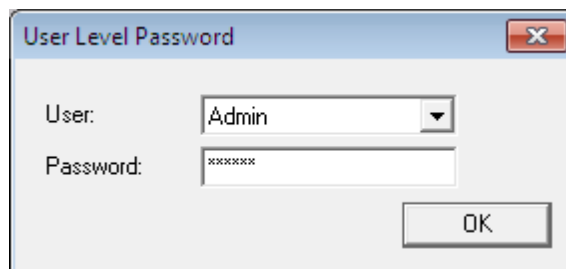 User Level Password
User: Admin
Password: ******
OK